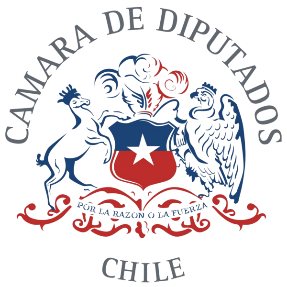 CAMARA DE DIPUTADOS
POR LA RAZON O LA FUERZA
CHILE